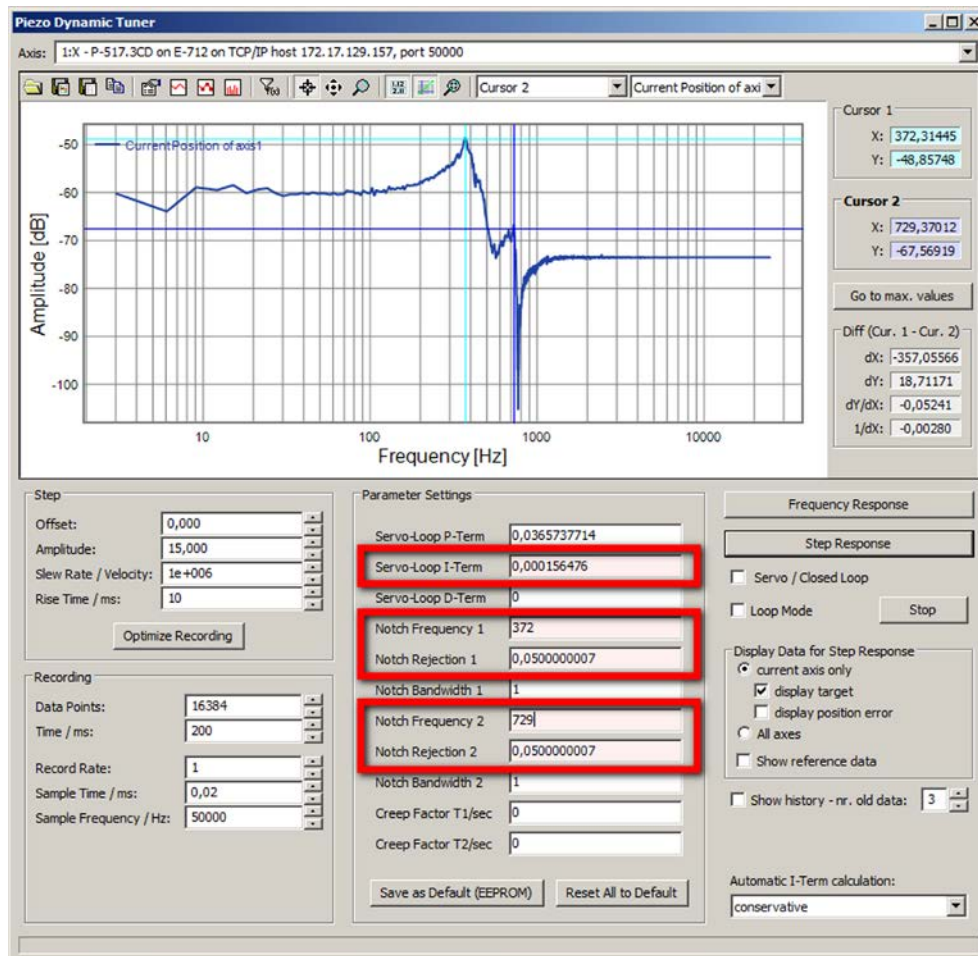 Piezo Dynamic Tuner
Axis: 1:X - P-517.3CD on E-712 on TCP/IP host 172.17.129.157, port 50000
Cursor 2
Current Position of axi
Current Position of axis1
Amplitude [dB]
-50
-60
-70
-80
-90
-100
10
100
1000
10000
Frequency [Hz]
Cursor 1
X: 372,31445
Y: -48,85748
Cursor 2
X: 729,37012
Y: -67,56919
Go to max. values
Diff (Cur. 1 - Cur. 2)
dX: -357,05566
dY: 18,71171
dY/dX: -0,05241
1/dX: -0,00280
Step
Offset: 0,000
Amplitude: 15,000
Slew Rate / Velocity: 1e+006
Rise Time / ms: 10
Optimize Recording
Recording
Data Points: 16384
Time / ms: 200
Record Rate: 1
Sample Time / ms: 0,02
Sample Frequency / Hz: 50000
Parameter Settings
Servo-Loop P-Term 0,0365737714
Servo-Loop I-Term 0,000156476
Servo-Loop D-Term 0
Notch Frequency 1 372
Notch Rejection 1 0,0500000007
Notch Bandwidth 1 1
Notch Frequency 2 729
Notch Rejection 2 0,0500000007
Notch Bandwidth 2 1
Creep Factor T1/sec 0
Creep Factor T2/sec 0
Save as Default (EEPROM)
Reset All to Default
Frequency Response
Step Response
Servo / Closed Loop
Loop Mode
Stop
Display Data for Step Response
current axis only
display target
display position error
All axes
Show reference data
Show history - nr. old data: 3
Automatic I-Term calculation:
conservative